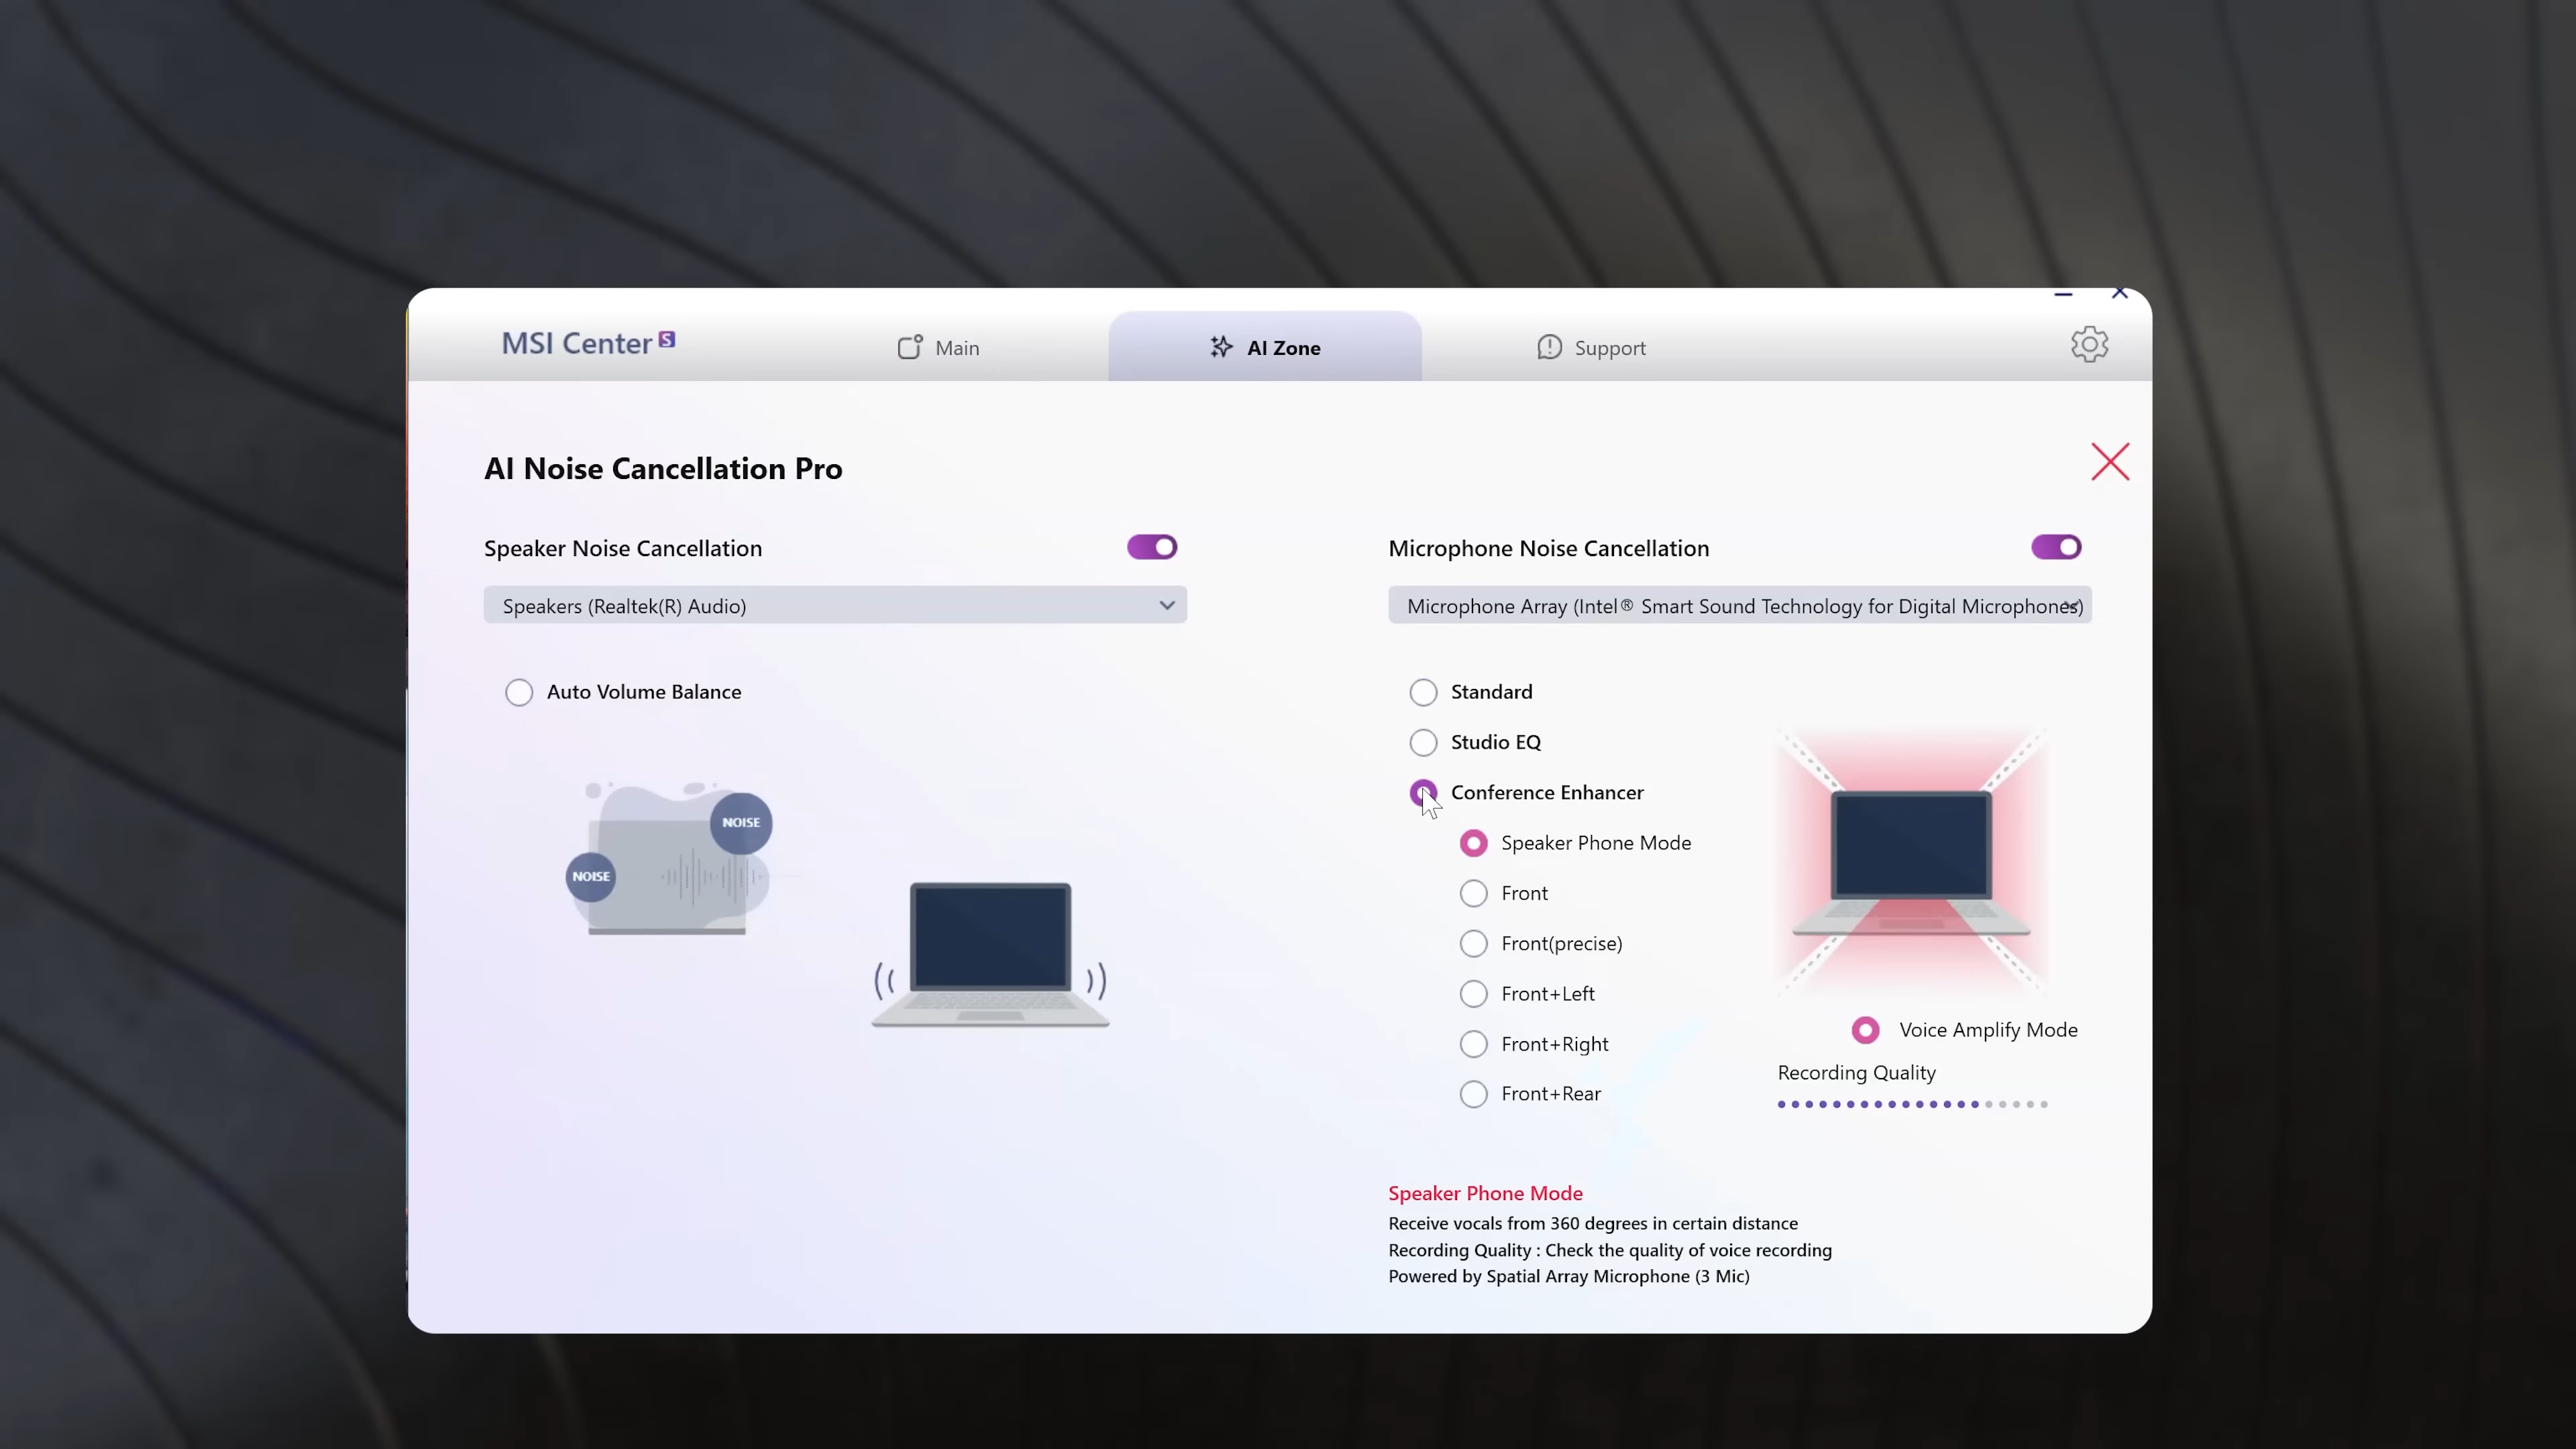 MSI Center S
Main
AI Zone
Support
AI Noise Cancellation Pro
Speaker Noise Cancellation
Speakers (Realtek(R) Audio)
Auto Volume Balance
NOISE
NOISE
Microphone Noise Cancellation
Microphone Array (Intel® Smart Sound Technology for Digital Microphones)
Standard
Studio EQ
Conference Enhancer
Speaker Phone Mode
Front
Front(precise)
Front+Left
Front+Right
Front+Rear
Voice Amplify Mode
Recording Quality
Speaker Phone Mode
Receive vocals from 360 degrees in certain distance
Recording Quality : Check the quality of voice recording
Powered by Spatial Array Microphone (3 Mic)